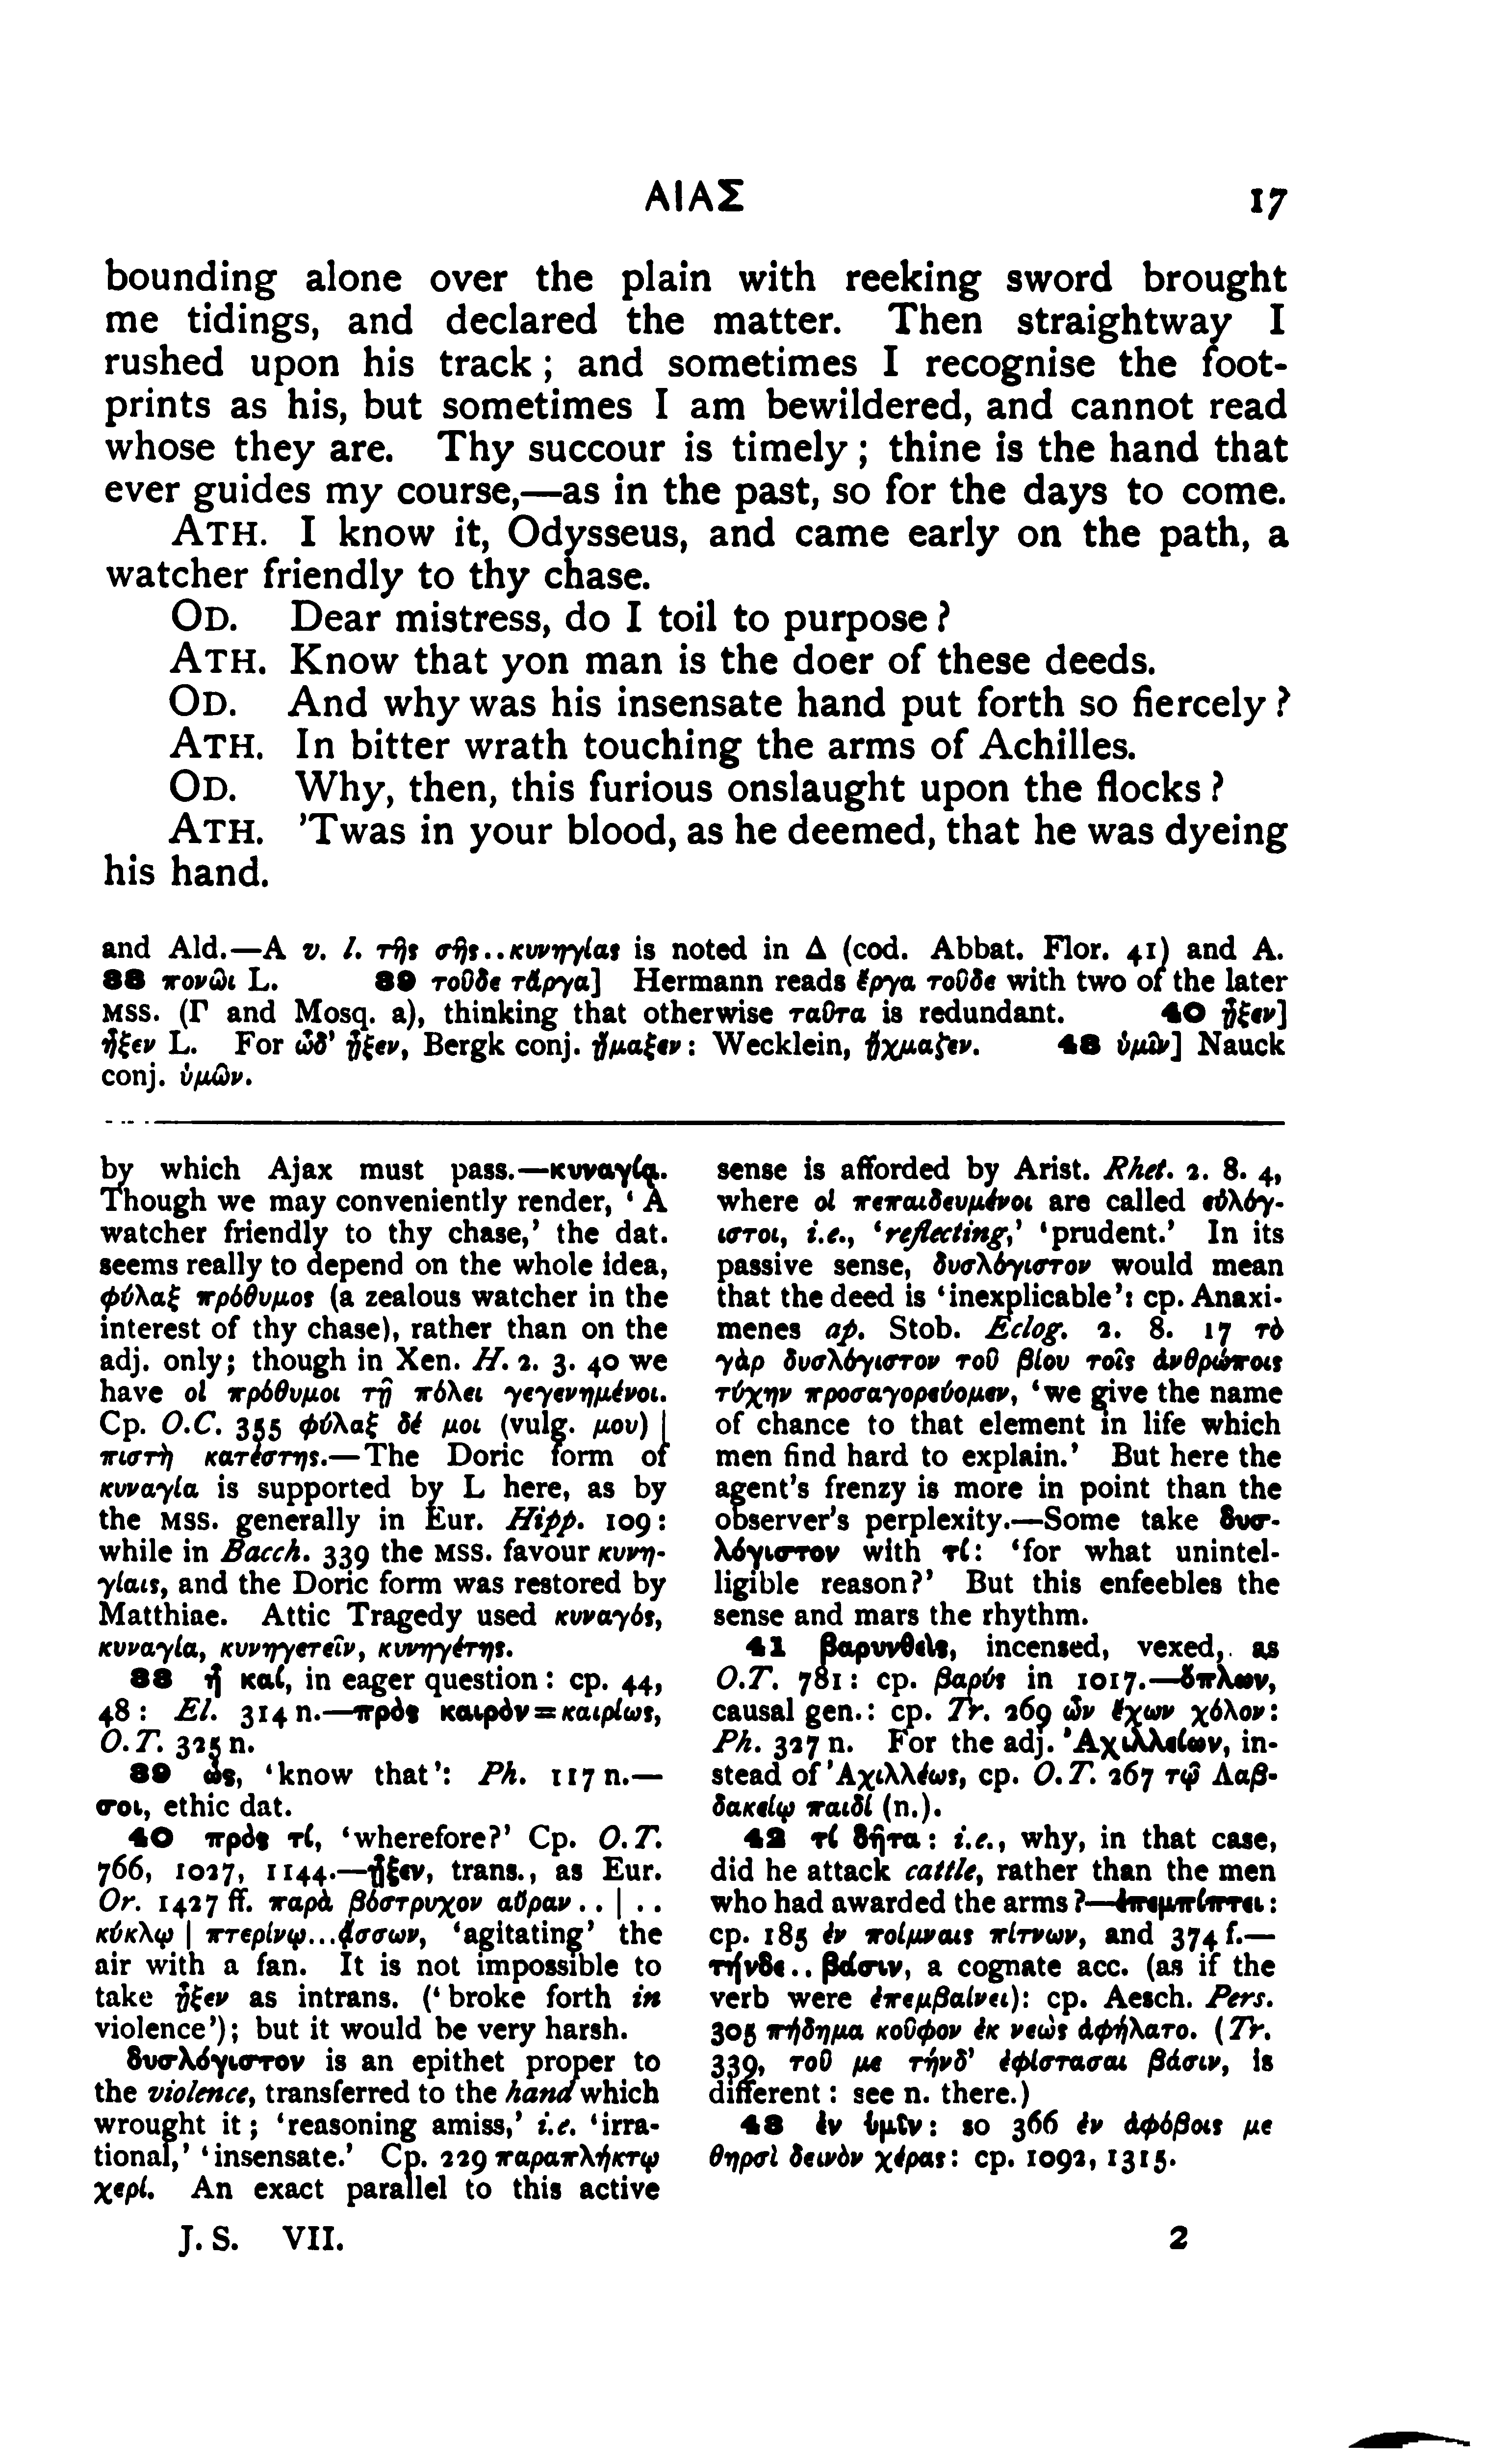 ΑΙΑΣ 17
bounding alone over the plain with reeking sword brought
me tidings, and declared the matter. Then straightway I
rushed upon his track; and sometimes I recognise the foot-
prints as his, but sometimes I am bewildered, and cannot read
whose they are. Thy succour is timely; thine is the hand that
ever guides my course,—as in the past, so for the days to come.
ATH. I know it, Odysseus, and came early on the path, a
watcher friendly to thy chase.
OD. Dear mistress, do I toil to purpose?
ATH. Know that yon man is the doer of these deeds.
OD. And why was his insensate hand put forth so fiercely?
ATH. In bitter wrath touching the arms of Achilles.
OD. Why, then, this furious onslaught upon the flocks?
ATH. 'Twas in your blood, as he deemed, that he was dyeing
his hand.
and Ald.—A v. l. τῆς σῆς..κυνηγίας is noted in Δ (cod. Abbat. Flor. 41) and A.
38 πονῶι L. 39 τοῦδε τἄργα] Hermann reads ἔργα τοῦδε with two of the later
MSS. (Γ and Mosq. a), thinking that otherwise ταῦτα is redundant. 40 ᾖξεν]
ἤξεν L. For ὧδ' ᾖξεν, Bergk conj. ᾔμαξεν: Wecklein, ᾔχμαζεν. 43 ὑμῖν] Nauck
conj. ὑμῶν.
by which Ajax must pass.—κυναγίᾳ.
Though we may conveniently render, 'A
watcher friendly to thy chase,' the dat.
seems really to depend on the whole idea,
φύλαξ πρόθυμος (a zealous watcher in the
interest of thy chase), rather than on the
adj. only; though in Xen. H. 2. 3. 40 we
have οἱ πρόθυμοι τῇ πόλει γεγενημένοι.
Cp. O.C. 355 φύλαξ δέ μοι (vulg. μου) |
πιστὴ κατέστης.—The Doric form of
κυναγία is supported by L here, as by
the MSS. generally in Eur. Hipp. 109:
while in Bacch. 339 the MSS. favour κυνη-
γίαις, and the Doric form was restored by
Matthiae. Attic Tragedy used κυναγός,
κυναγία, κυνηγετεῖν, κυνηγέτης.
38 ἦ καί, in eager question: cp. 44,
48: El. 314 n.—πρὸς καιρόν=καιρίως,
O.T. 325 n.
39 ὡς, 'know that': Ph. 117 n.—
σοι, ethic dat.
40 πρὸς τί, 'wherefore?' Cp. O.T.
766, 1027, 1144.—ᾖξεν, trans., as Eur.
Or. 1427 ff. παρὰ βόστρυχον αὔραν.. | ..
κύκλῳ | πτερίνῳ...ᾄσσων, 'agitating' the
air with a fan. It is not impossible to
take ᾖξεν as intrans. ('broke forth in
violence'); but it would be very harsh.
δυσλόγιστον is an epithet proper to
the violence, transferred to the hand which
wrought it; 'reasoning amiss,' i.e. 'irra-
tional,' 'insensate.' Cp. 229 παραπλήκτῳ
χερί. An exact parallel to this active
sense is afforded by Arist. Rhet. 2. 8. 4,
where οἱ πεπαιδευμένοι are called εὐλόγ-
ιστοι, i.e., 'reflecting,' 'prudent.' In its
passive sense, δυσλόγιστον would mean
that the deed is 'inexplicable': cp. Anaxi-
menes ap. Stob. Eclog. 2. 8. 17 τὸ
γὰρ δυσλόγιστον τοῦ βίου τοῖς ἀνθρώποις
τύχην προσαγορεύομεν, 'we give the name
of chance to that element in life which
men find hard to explain.' But here the
agent's frenzy is more in point than the
observer's perplexity.—Some take δυσ-
λόγιστον with τί: 'for what unintel-
ligible reason?' But this enfeebles the
sense and mars the rhythm.
41 βαρυνθείς, incensed, vexed, as
O.T. 781: cp. βαρύς in 1017.—ὅπλων,
causal gen.: cp. Tr. 269 ὧν ἔχων χόλον:
Ph. 327 n. For the adj. Ἀχιλλείων, in-
stead of Ἀχιλλέως, cp. O.T. 267 τῷ Λαβ-
δακείῳ παιδί (n.).
42 τί δῆτα: i.e., why, in that case,
did he attack cattle, rather than the men
who had awarded the arms?—ἐπεμπίπτει:
cp. 185 ἐν ποίμναις πίτνων, and 374 f.—
τήνδε.. βάσιν, a cognate acc. (as if the
verb were ἐπεμβαίνει): cp. Aesch. Pers.
305 πήδημα κοῦφον ἐκ νεὼς ἀφήλατο. (Tr.
339, τοῦ με τήνδ' ἐφίστασαι βάσιν, is
different: see n. there.)
43 ἐν ὑμῖν: so 366 ἐν ἀφόβοις με
θηρσὶ δεινὸν χέρας: cp. 1092, 1315.
J. S. VII. 2